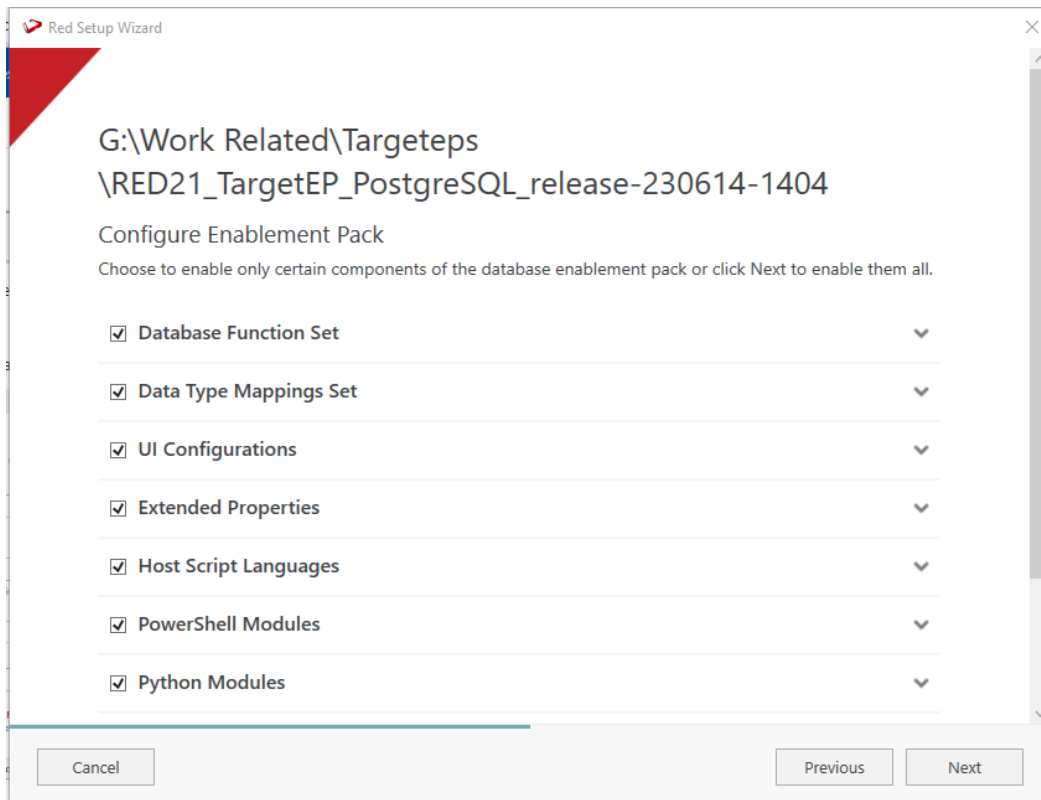 Red Setup Wizard
G:\Work Related\Targeteps
\RED21_TargetEP_PostgreSQL_release-230614-1404
Configure Enablement Pack
Choose to enable only certain components of the database enablement pack or click Next to enable them all.
Database Function Set
Data Type Mappings Set
UI Configurations
Extended Properties
Host Script Languages
PowerShell Modules
Python Modules
Cancel
Previous
Next